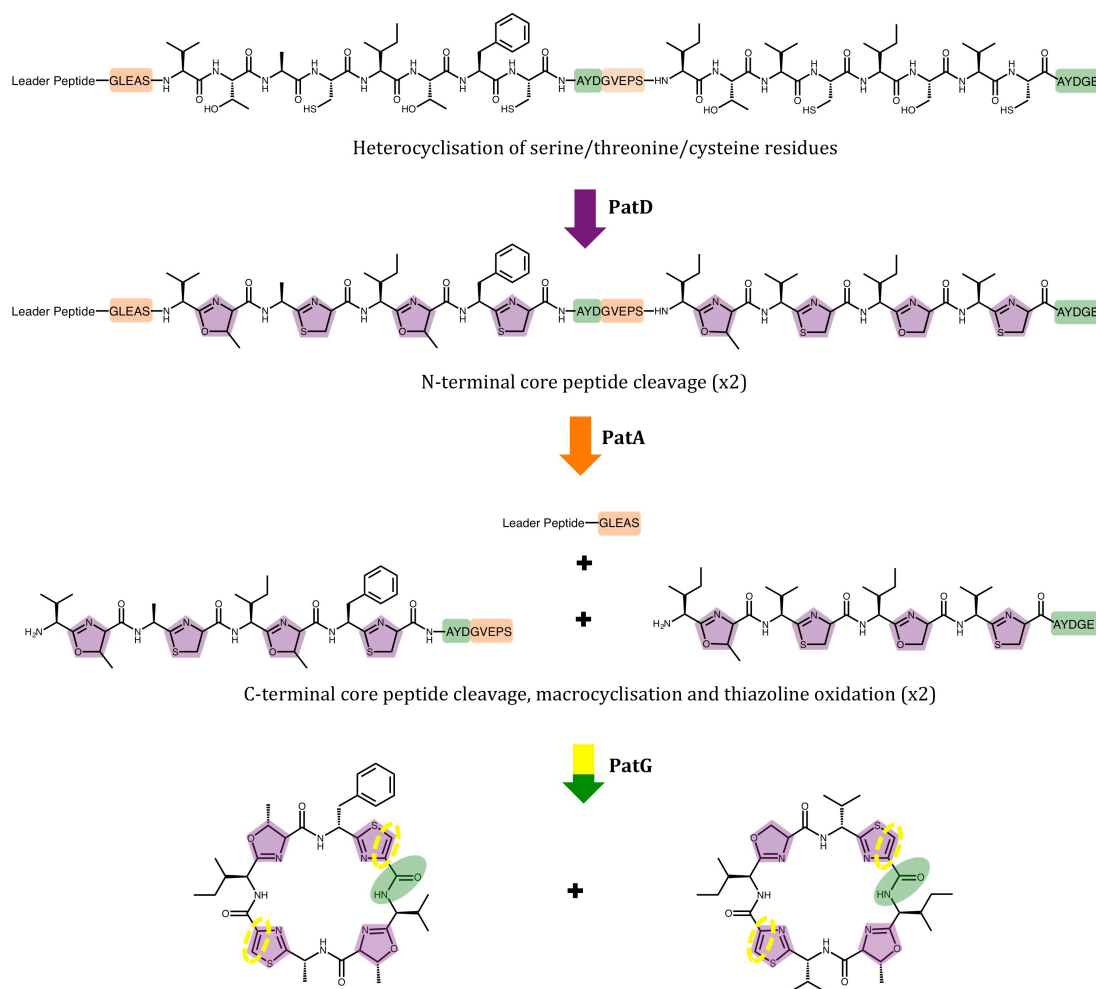 Leader Peptide GLEAS AYD GVEPS AYDGE
Heterocyclisation of serine/threonine/cysteine residues
PatD
Leader Peptide GLEAS AYD GVEPS AYDGE
N-terminal core peptide cleavage (x2)
PatA
Leader Peptide GLEAS
+
+
AYD GVEPS AYDGE
C-terminal core peptide cleavage, macrocyclisation and thiazoline oxidation (x2)
PatG
+